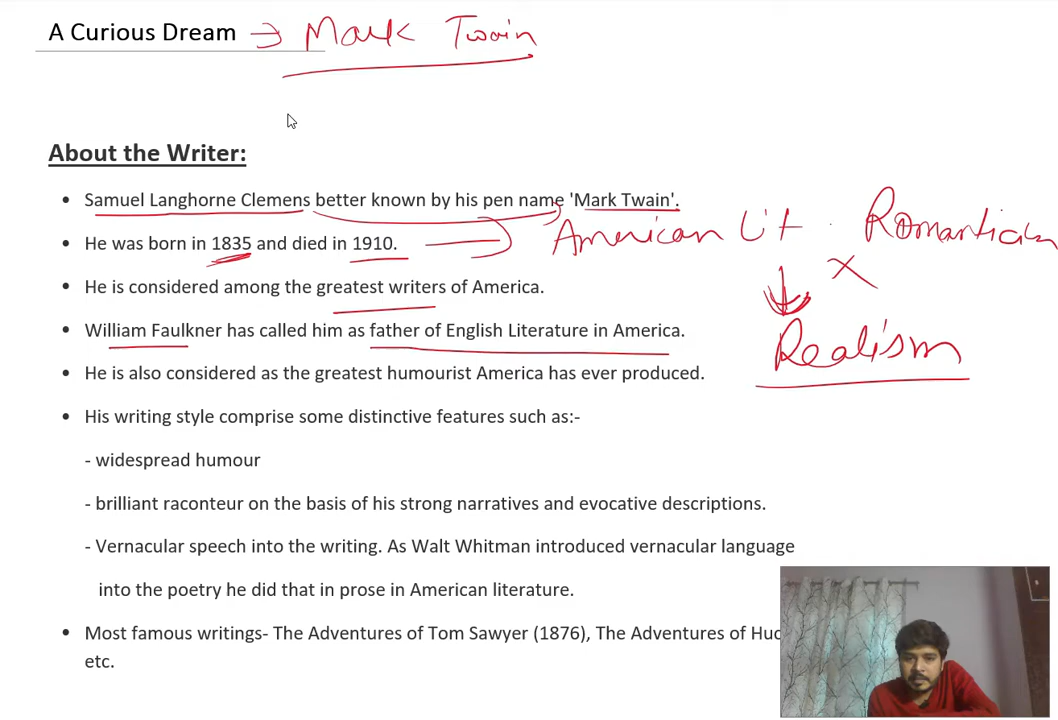 A Curious Dream → Mark Twain
About the Writer:
• Samuel Langhorne Clemens better known by his pen name 'Mark Twain'.
• He was born in 1835 and died in 1910. American Lit. Romanticism
• He is considered among the greatest writers of America.
• William Faulkner has called him as father of English Literature in America. Realism
• He is also considered as the greatest humourist America has ever produced.
• His writing style comprise some distinctive features such as:-
- widespread humour
- brilliant raconteur on the basis of his strong narratives and evocative descriptions.
- Vernacular speech into the writing. As Walt Whitman introduced vernacular language
into the poetry he did that in prose in American literature.
• Most famous writings- The Adventures of Tom Sawyer (1876), The Adventures of
etc.